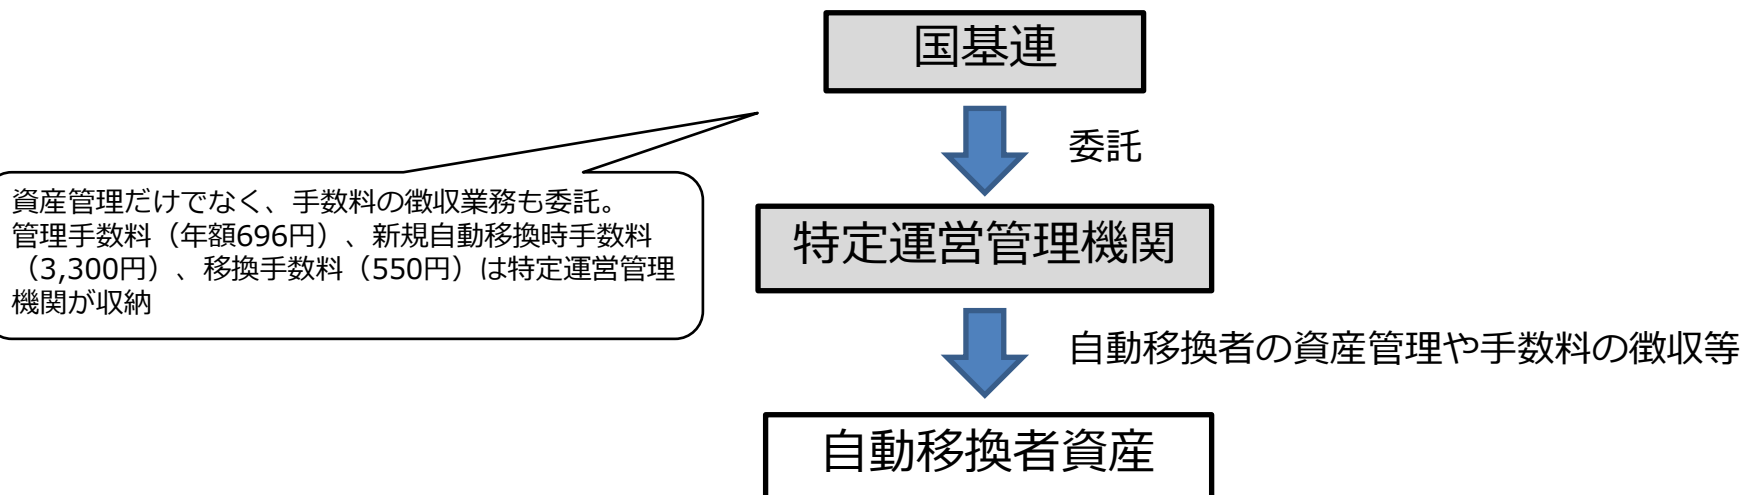 国基連
委託
資産管理だけでなく、手数料の徴収業務も委託。
管理手数料（年額696円）、新規自動移換時手数料
（3,300円）、移換手数料（550円）は特定運営管理
機関が収納
特定運営管理機関
自動移換者の資産管理や手数料の徴収等
自動移換者資産